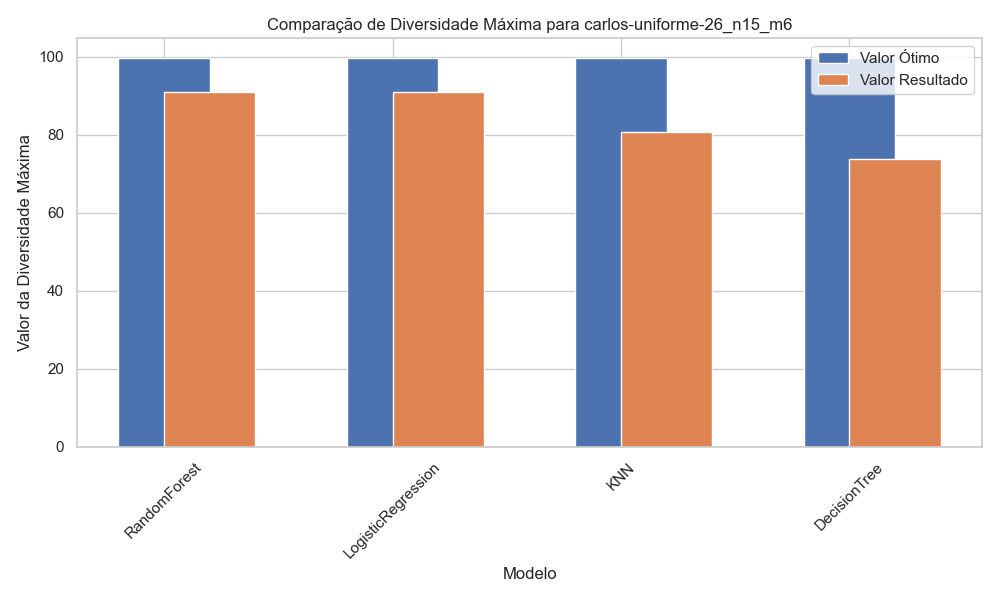 Comparação de Diversidade Máxima para carlos-uniforme-26_n15_m6
Valor Ótimo
Valor Resultado
Valor da Diversidade Máxima
100
80
60
40
20
0
RandomForest
LogisticRegression
KNN
DecisionTree
Modelo